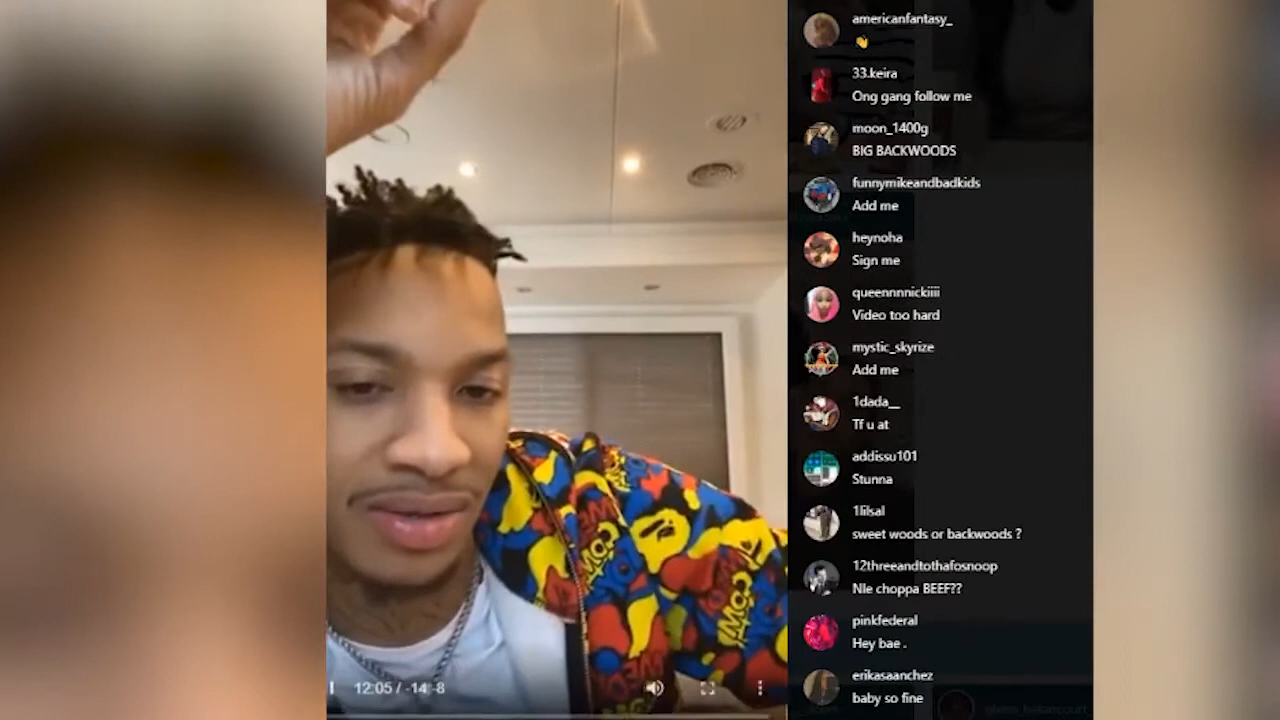 americanfantasy_
👏
33.keira
Ong gang follow me
moon_1400g
BIG BACKWOODS
funnymikeandbadkids
Add me
heynoha
Sign me
queennnnickiiii
Video too hard
mystic_skyrize
Add me
1dada__
Tf u at
addissu101
Stunna
1lilsal
sweet woods or backwoods ?
12threeandtothafosnoop
Nle choppa BEEF??
pinkfederal
Hey bae .
erikasaanchez
baby so fine
12:05 / -14:-8